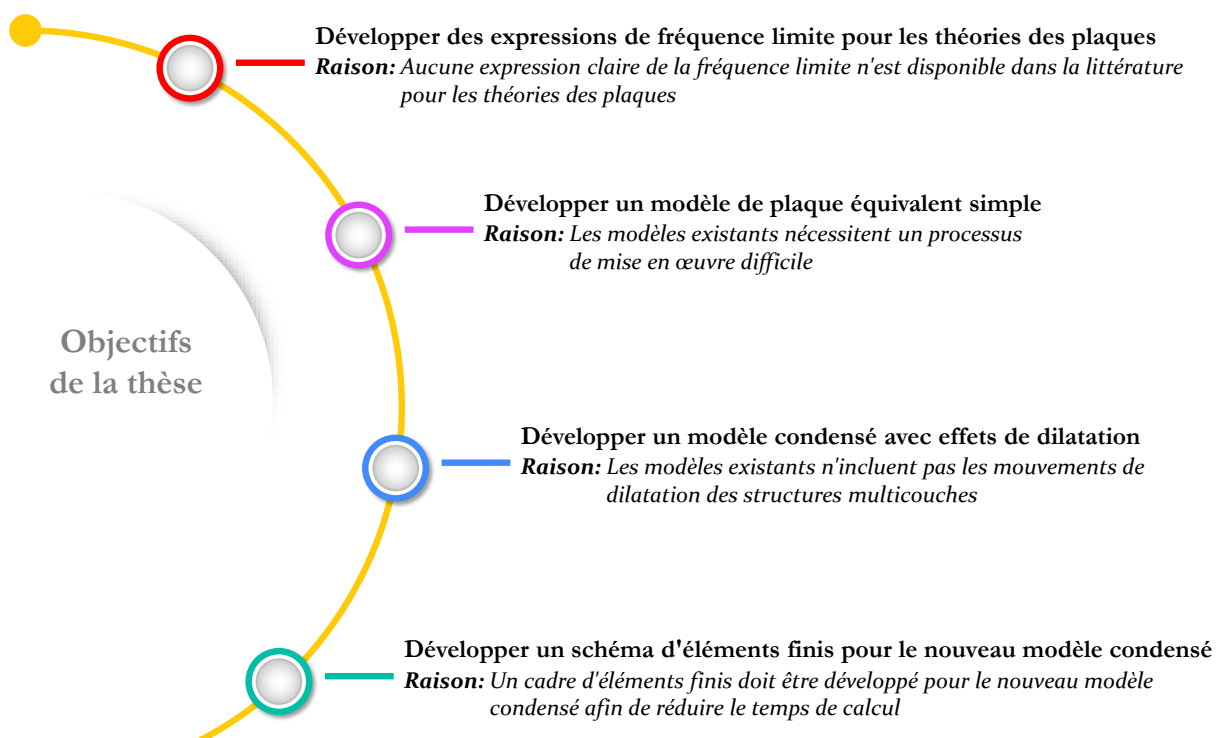 Développer des expressions de fréquence limite pour les théories des plaques
Raison: Aucune expression claire de la fréquence limite n'est disponible dans la littérature
pour les théories des plaques
Développer un modèle de plaque équivalent simple
Raison: Les modèles existants nécessitent un processus
de mise en œuvre difficile
Objectifs
de la thèse
Développer un modèle condensé avec effets de dilatation
Raison: Les modèles existants n'incluent pas les mouvements de
dilatation des structures multicouches
Développer un schéma d'éléments finis pour le nouveau modèle condensé
Raison: Un cadre d'éléments finis doit être développé pour le nouveau modèle
condensé afin de réduire le temps de calcul